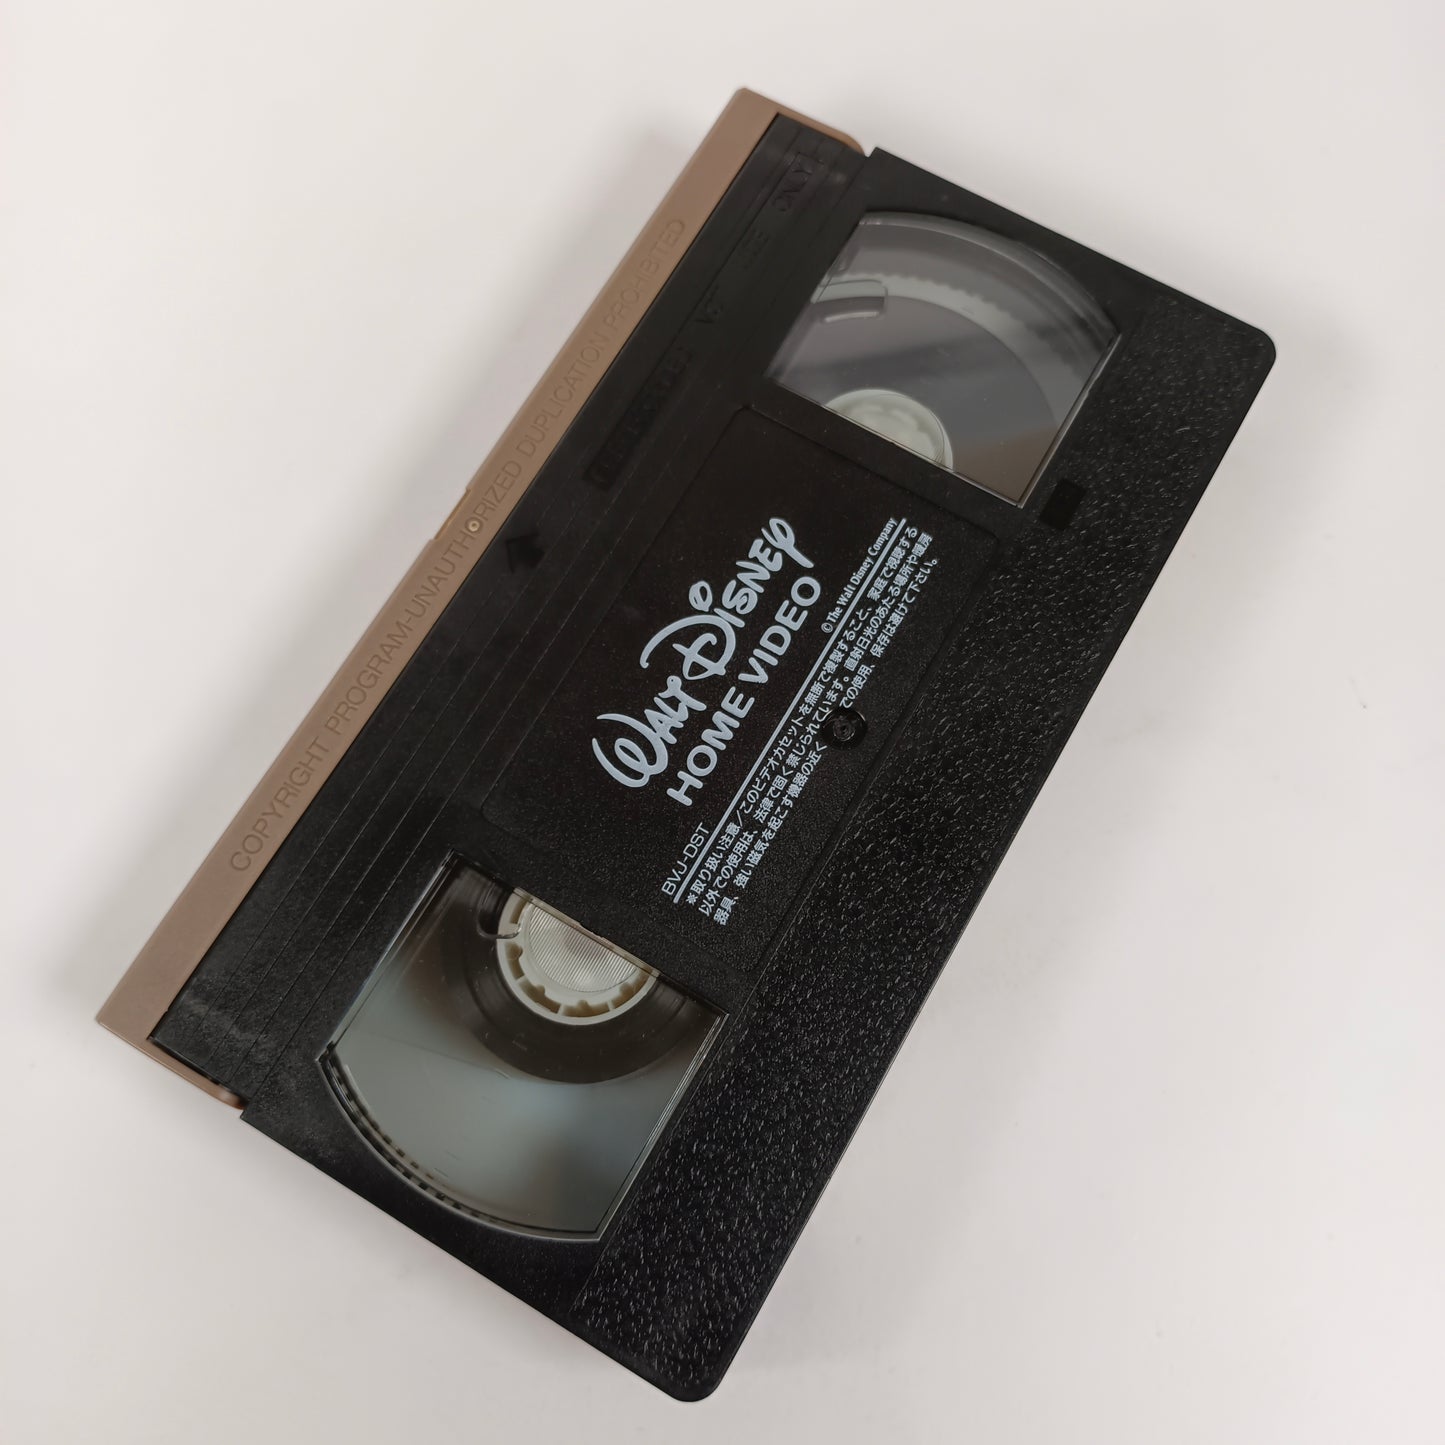 COPYRIGHT PROGRAM-UNAUTHORIZED DUPLICATION PROHIBITED
ONLY
WALT DISNEY
HOME VIDEO
©The Walt Disney Company
BVJ-DST
※取り扱い注意/このビデオカセットを無断で複製すること、家庭で視聴する
以外での使用は、法律で固く禁じられています。直射日光のあたる場所や暖房
器具、強い磁気を起こす機器の近くでの使用、保存は避けて下さい。